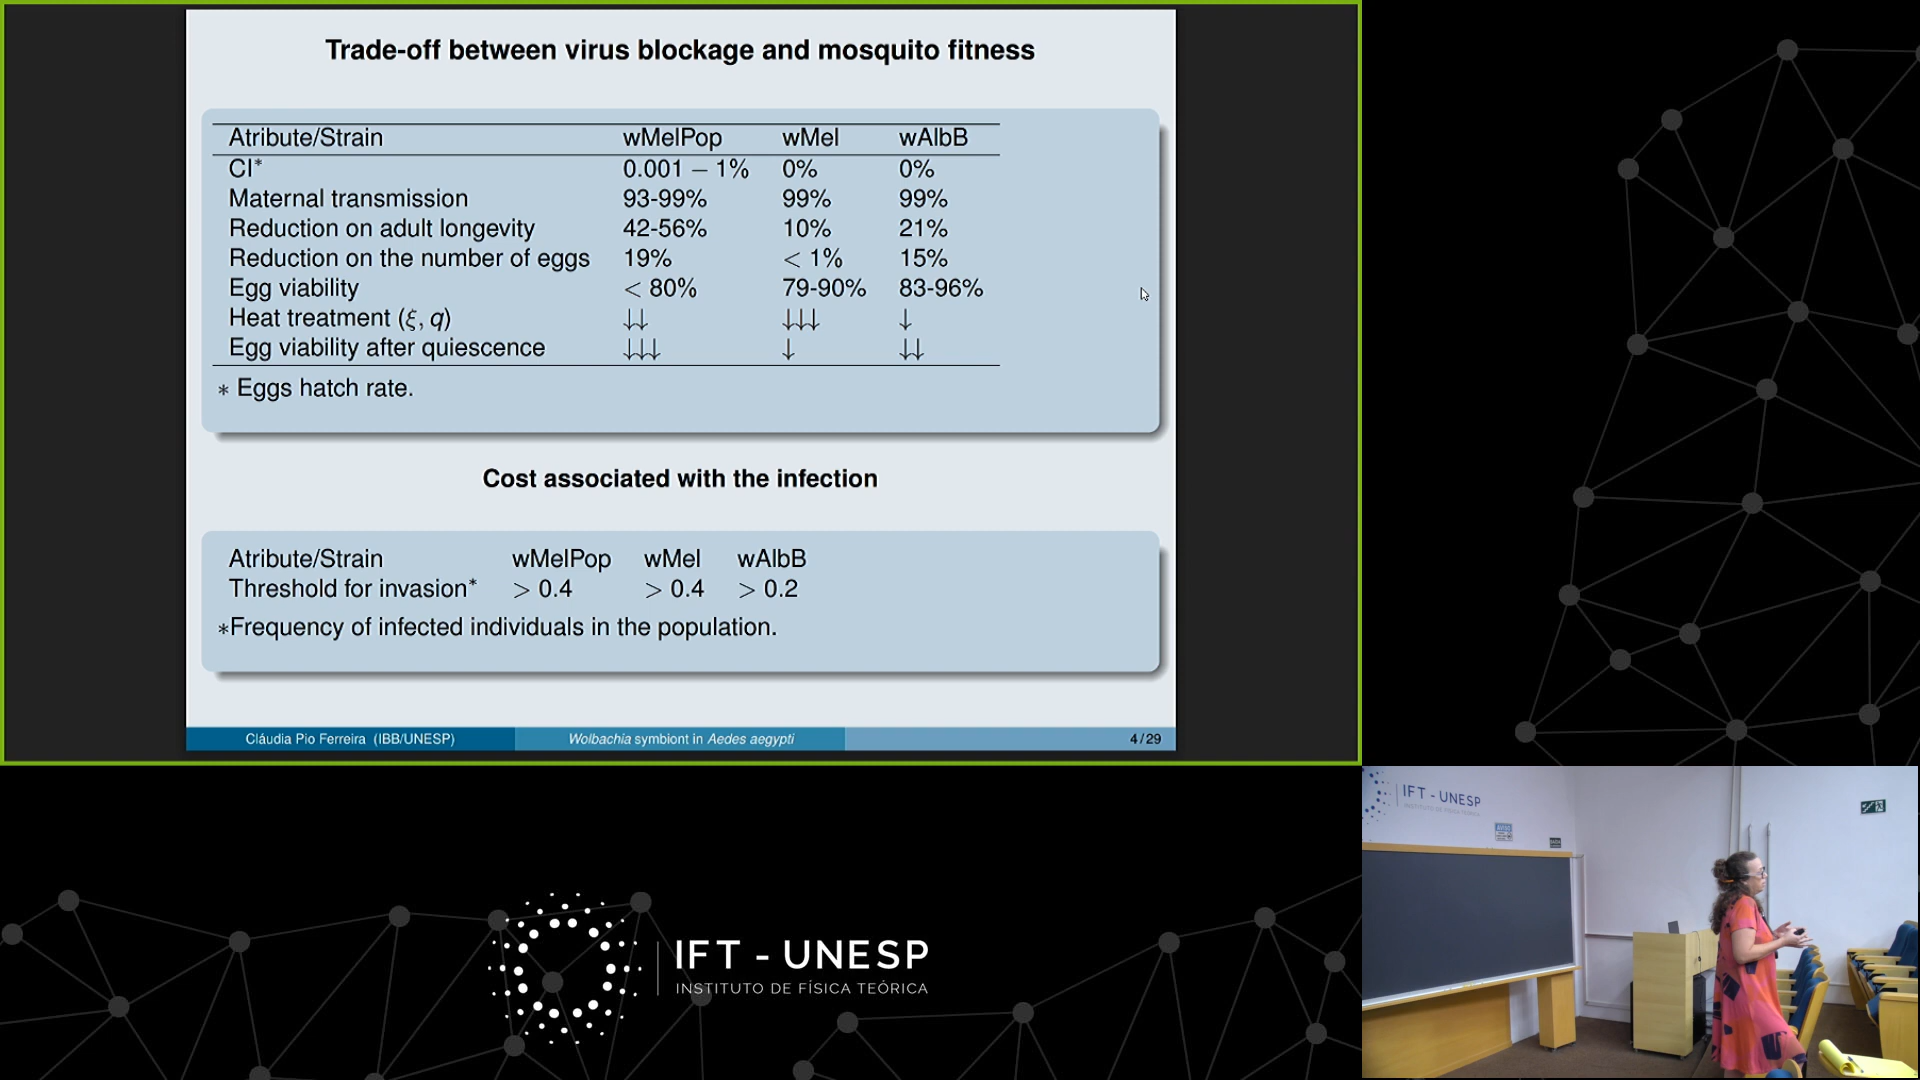 Trade-off between virus blockage and mosquito fitness
Atribute/Strain wMelPop wMel wAlbB
CI* 0.001 − 1% 0% 0%
Maternal transmission 93-99% 99% 99%
Reduction on adult longevity 42-56% 10% 21%
Reduction on the number of eggs 19% < 1% 15%
Egg viability < 80% 79-90% 83-96%
Heat treatment (ξ, q) ↓↓ ↓↓↓ ↓
Egg viability after quiescence ↓↓↓ ↓ ↓↓
* Eggs hatch rate.
Cost associated with the infection
Atribute/Strain wMelPop wMel wAlbB
Threshold for invasion* > 0.4 > 0.4 > 0.2
*Frequency of infected individuals in the population.
Cláudia Pio Ferreira (IBB/UNESP) Wolbachia symbiont in Aedes aegypti 4 / 29
IFT - UNESP
INSTITUTO DE FÍSICA TEÓRICA
IFT - UNESP
INSTITUTO DE FÍSICA TEÓRICA